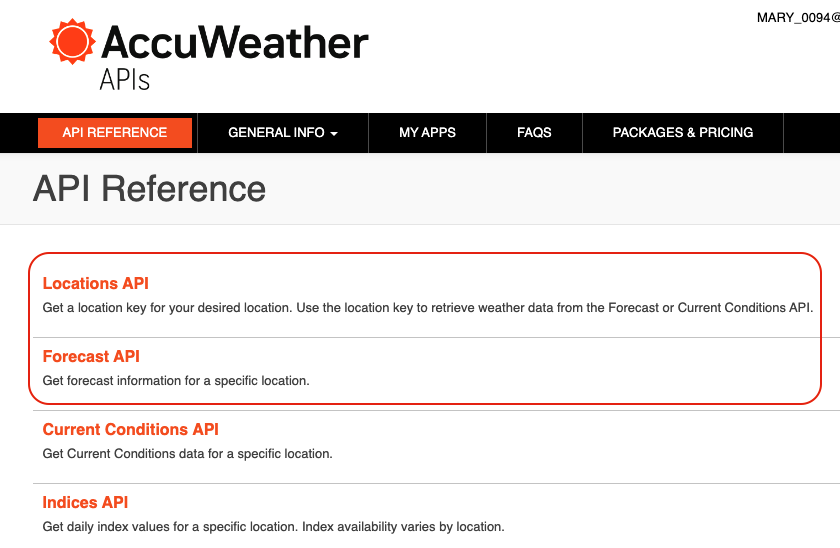 MARY_0094@
AccuWeather
APIs
API REFERENCE GENERAL INFO MY APPS FAQS PACKAGES & PRICING
API Reference
Locations API
Get a location key for your desired location. Use the location key to retrieve weather data from the Forecast or Current Conditions API.
Forecast API
Get forecast information for a specific location.
Current Conditions API
Get Current Conditions data for a specific location.
Indices API
Get daily index values for a specific location. Index availability varies by location.